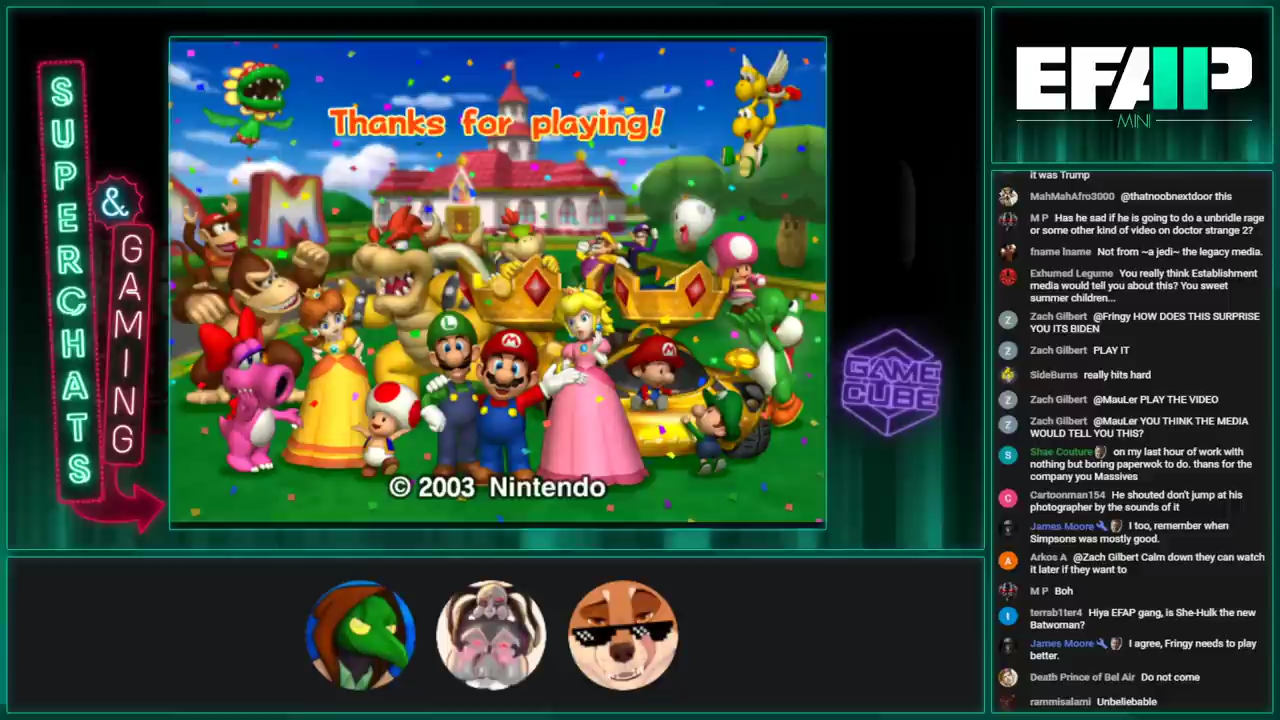 SUPERCHATS
&
GAMING
Thanks for playing!
M
L
M
M
© 2003 Nintendo
GAME
CUBE
EFAP
MINI
it was Trump
MahMahAfro3000 @thatnoobnextdoor this
M P Has he sad if he is going to do a unbridle rage
or some other kind of video on doctor strange 2?
fname lname Not from ~a jedi~ the legacy media.
Exhumed Legume You really think Establishment
media would tell you about this? You sweet
summer children...
Z Zach Gilbert @Fringy HOW DOES THIS SURPRISE
YOU ITS BIDEN
Z Zach Gilbert PLAY IT
SideBurns really hits hard
Z Zach Gilbert @MauLer PLAY THE VIDEO
Z Zach Gilbert @MauLer YOU THINK THE MEDIA
WOULD TELL YOU THIS?
S Shae Couture on my last hour of work with
nothing but boring paperwok to do. thans for the
company you Massives
C Cartoonman154 He shouted don't jump at his
photographer by the sounds of it
James Moore I too, remember when
Simpsons was mostly good.
A Arkos A @Zach Gilbert Calm down they can watch
it later if they want to
M P Boh
t terrab1ter4 Hiya EFAP gang, is She-Hulk the new
Batwoman?
James Moore I agree, Fringy needs to play
better.
Death Prince of Bel Air Do not come
rammisalami Unbeliebable